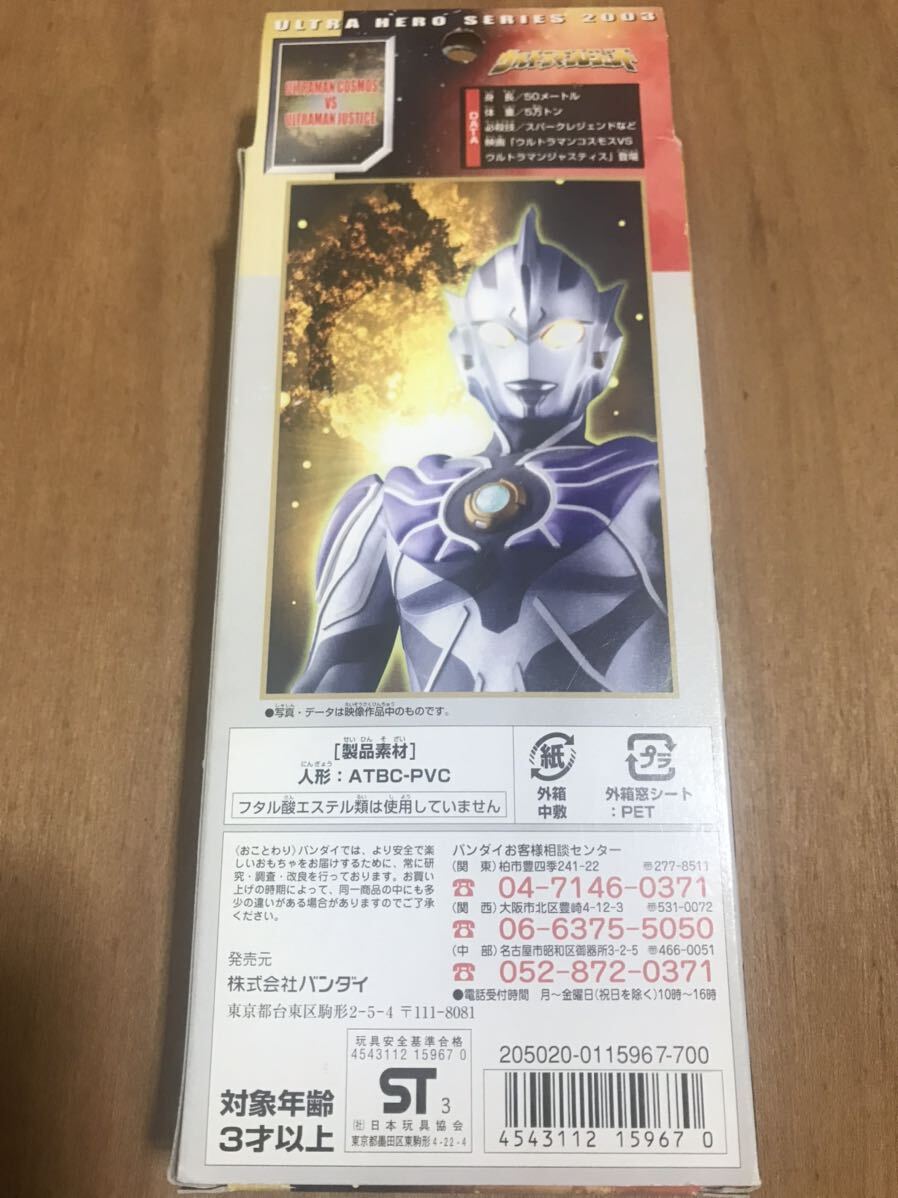 ULTRA HERO SERIES 2003
ULTRAMAN COSMOS
VS
ULTRAMAN JUSTICE
ウルトラマンレジェンド
DATA
身長/50メートル
体重/5万トン
必殺技/スパークレジェンドなど
映画「ウルトラマンコスモスVS
ウルトラマンジャスティス」登場
●写真・データは映像作品中のものです。
[製品素材]
人形:ATBC-PVC
フタル酸エステル類は使用していません
紙
外箱
中敷
プラ
外箱窓シート
:PET
〈おことわり〉バンダイでは、より安全で楽
しいおもちゃをお届けするために、常に研
究・調査・改良を行っております。お買い
上げの時期によって、同一商品の中にも多
少の違いがある場合がありますのでご了承
ください。
発売元
株式会社バンダイ
東京都台東区駒形2-5-4 〒111-8081
バンダイお客様相談センター
(関 東)柏市豊四季241-22 〠277-8511
☎ 04-7146-0371
(関 西)大阪市北区豊崎4-12-3 〠531-0072
☎ 06-6375-5050
(中 部)名古屋市昭和区御器所3-2-5 〠466-0051
☎ 052-872-0371
●電話受付時間 月〜金曜日(祝日を除く)10時〜16時
対象年齢
3才以上
玩具安全基準合格
4543112 15967 0
ST 3
㈳日本玩具協会
東京都墨田区東駒形4-22-4
205020-0115967-700
4543112 159670